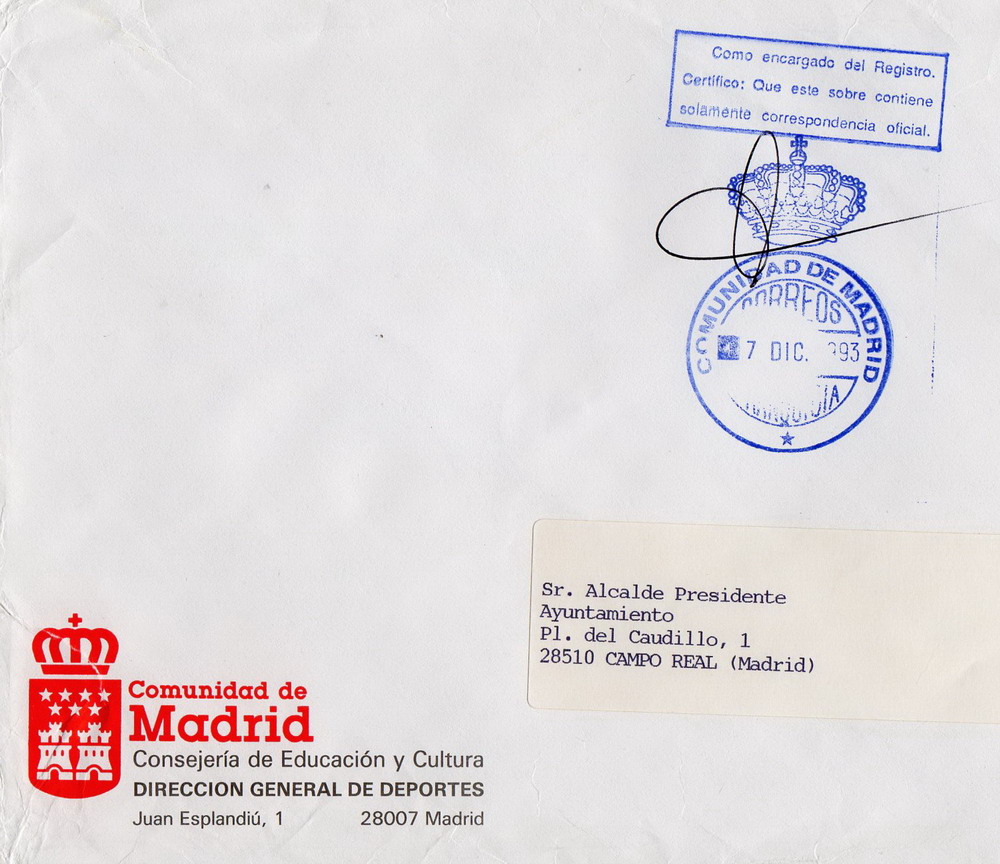 Como encargado del Registro.
Certifico: Que este sobre contiene
solamente correspondencia oficial.
COMUNIDAD DE MADRID
CORREOS
7 DIC. 993
Sr. Alcalde Presidente
Ayuntamiento
Pl. del Caudillo, 1
28510 CAMPO REAL (Madrid)
Comunidad de
Madrid
Consejería de Educación y Cultura
DIRECCION GENERAL DE DEPORTES
Juan Esplandiú, 1 28007 Madrid